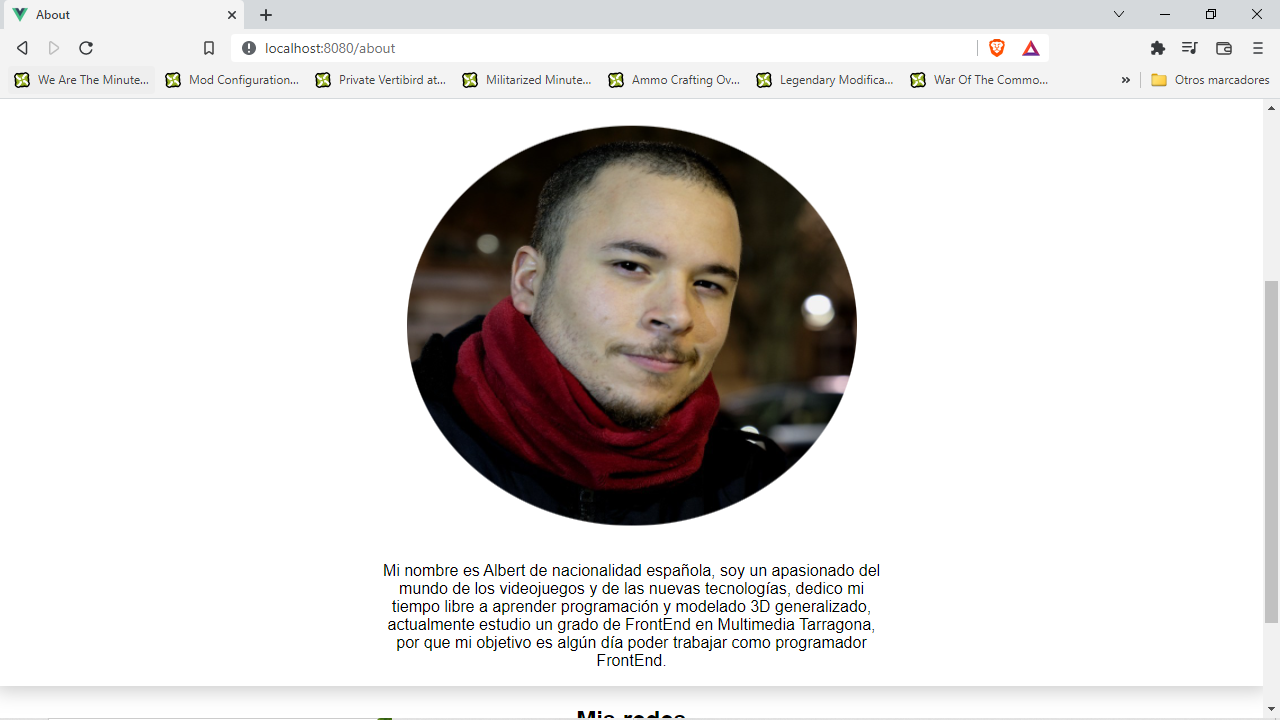 About
localhost:8080/about
We Are The Minute...
Mod Configuration...
Private Vertibird at...
Militarized Minute...
Ammo Crafting Ov...
Legendary Modifica...
War Of The Commo...
»
Otros marcadores
Mi nombre es Albert de nacionalidad española, soy un apasionado del
mundo de los videojuegos y de las nuevas tecnologías, dedico mi
tiempo libre a aprender programación y modelado 3D generalizado,
actualmente estudio un grado de FrontEnd en Multimedia Tarragona,
por que mi objetivo es algún día poder trabajar como programador
FrontEnd.
Mis redes